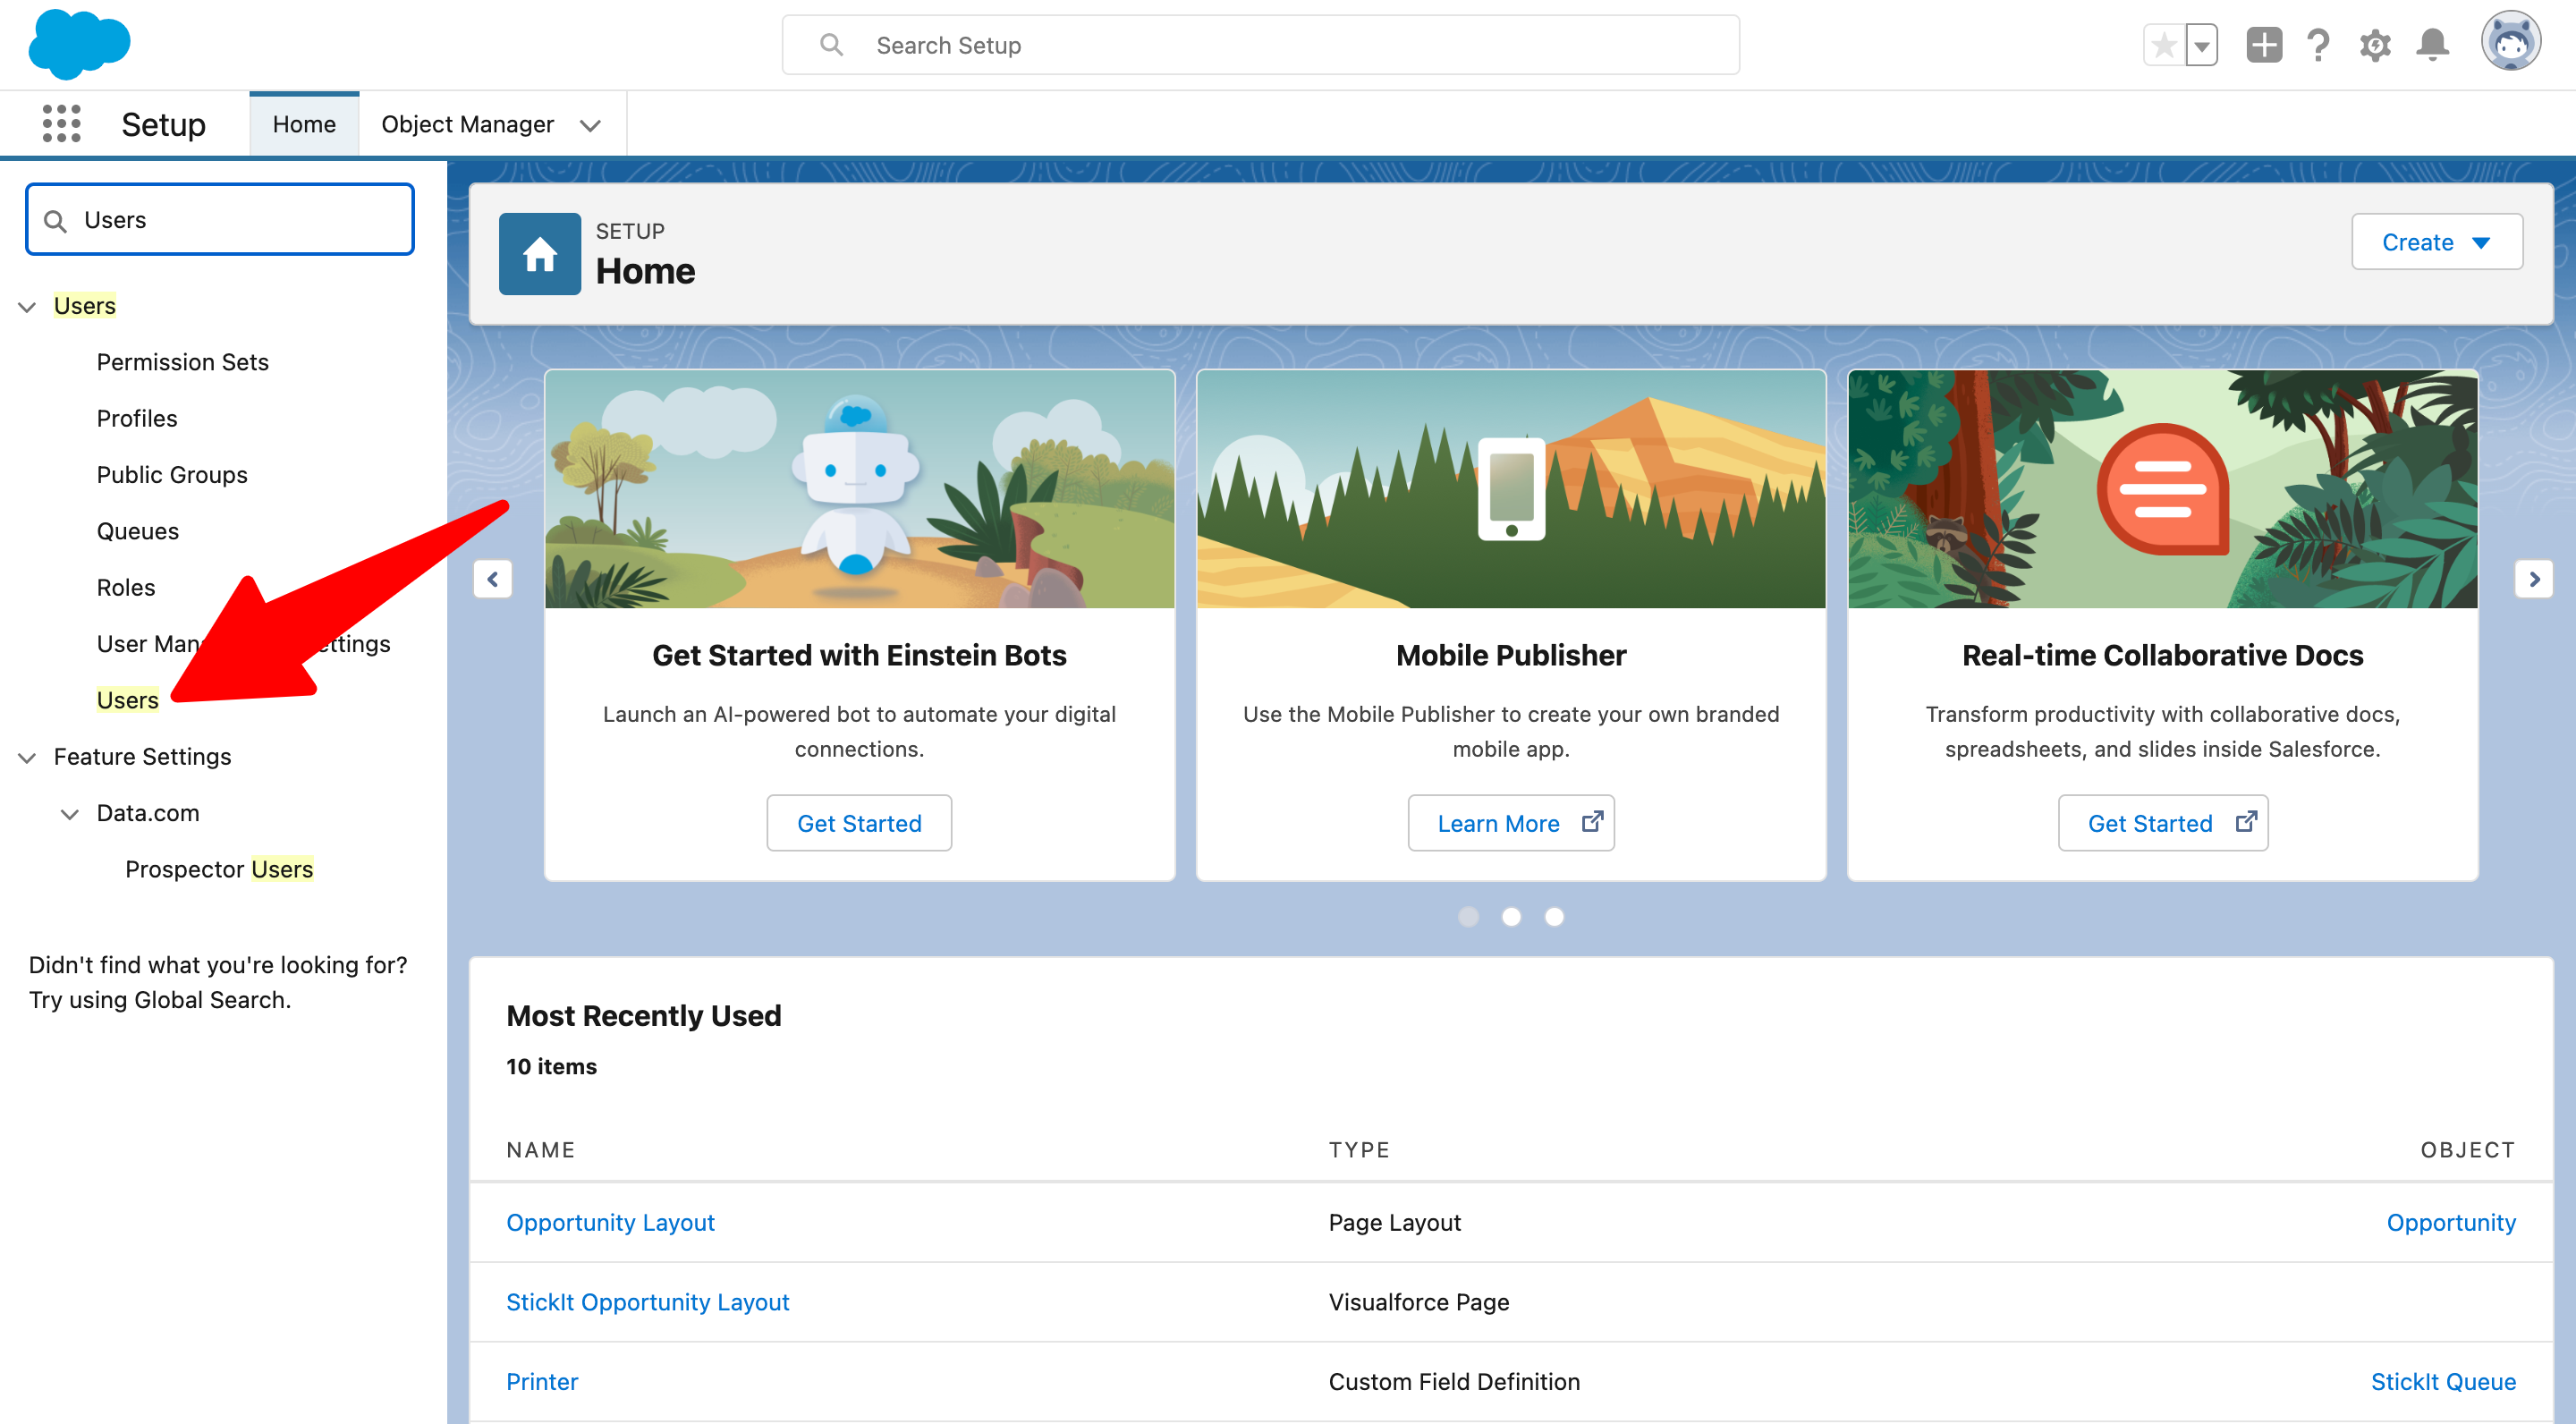 Search Setup
Setup
Home
Object Manager
Users
Users
Permission Sets
Profiles
Public Groups
Queues
Roles
User Man ettings
Users
Feature Settings
Data.com
Prospector Users
Didn't find what you're looking for?
Try using Global Search.
SETUP
Home
Create
Get Started with Einstein Bots
Launch an AI-powered bot to automate your digital
connections.
Get Started
Mobile Publisher
Use the Mobile Publisher to create your own branded
mobile app.
Learn More
Real-time Collaborative Docs
Transform productivity with collaborative docs,
spreadsheets, and slides inside Salesforce.
Get Started
Most Recently Used
10 items
NAME TYPE OBJECT
Opportunity Layout Page Layout Opportunity
StickIt Opportunity Layout Visualforce Page
Printer Custom Field Definition StickIt Queue